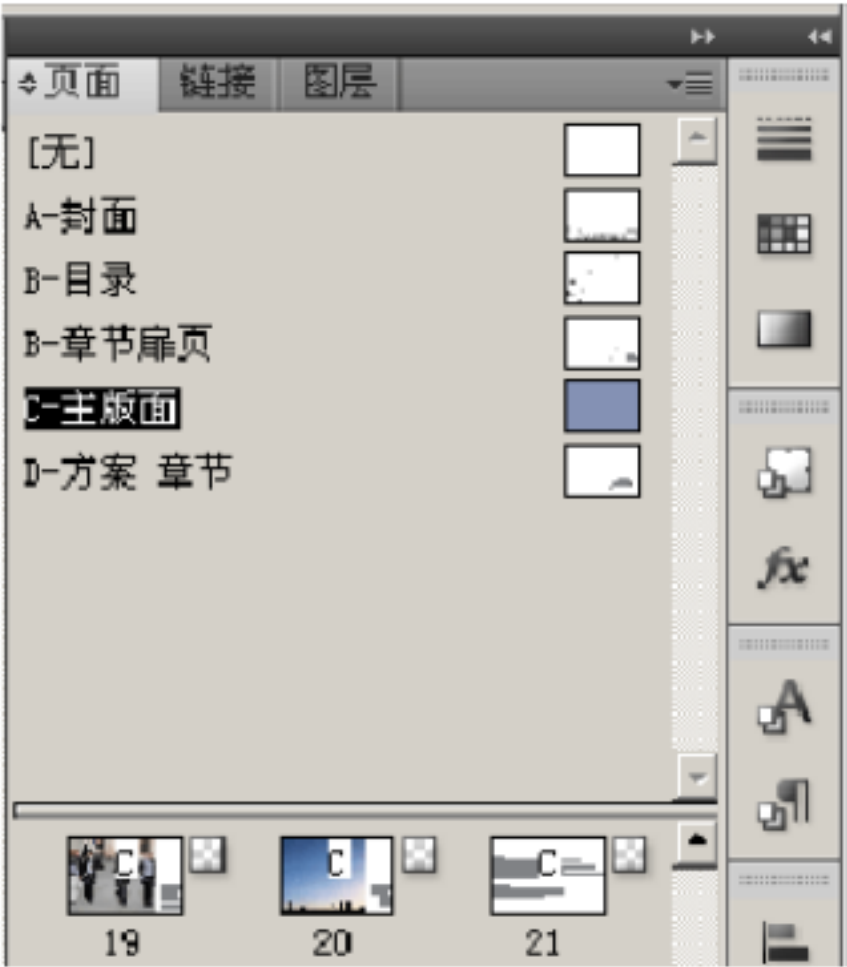 页面 链接 图层
[无]
A-封面
B-目录
B-章节扉页
C-主版面
D-方案 章节
C C C
19 20 21
fx
A